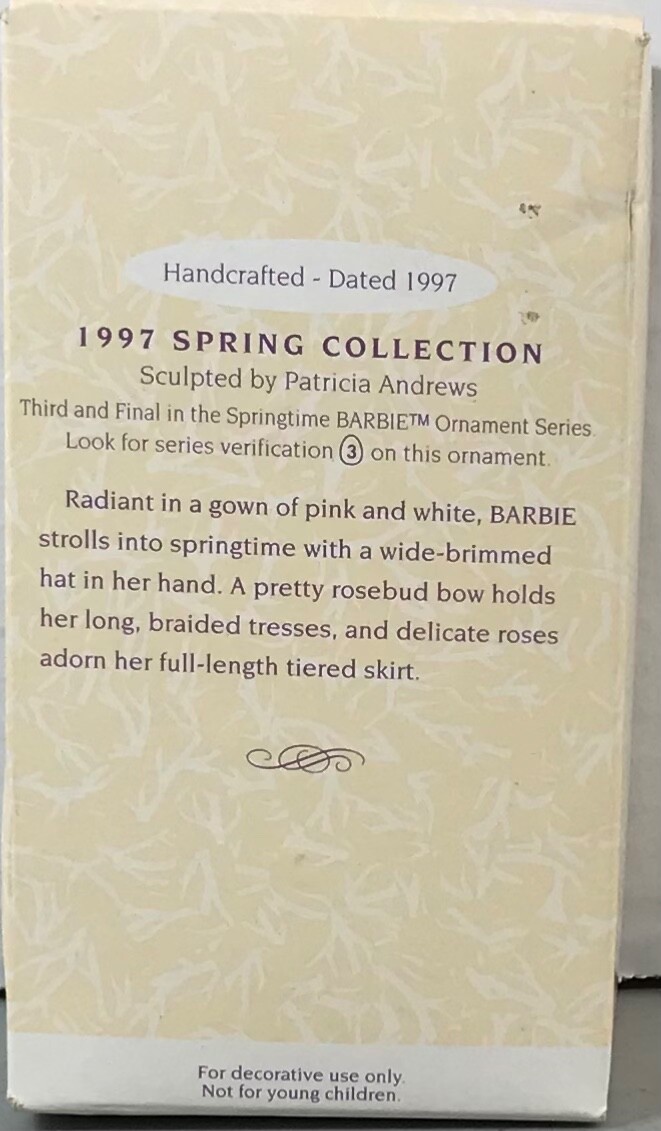 Handcrafted - Dated 1997
1997 SPRING COLLECTION
Sculpted by Patricia Andrews
Third and Final in the Springtime BARBIE™ Ornament Series.
Look for series verification ③ on this ornament.
Radiant in a gown of pink and white, BARBIE
strolls into springtime with a wide-brimmed
hat in her hand. A pretty rosebud bow holds
her long, braided tresses, and delicate roses
adorn her full-length tiered skirt.
For decorative use only.
Not for young children.